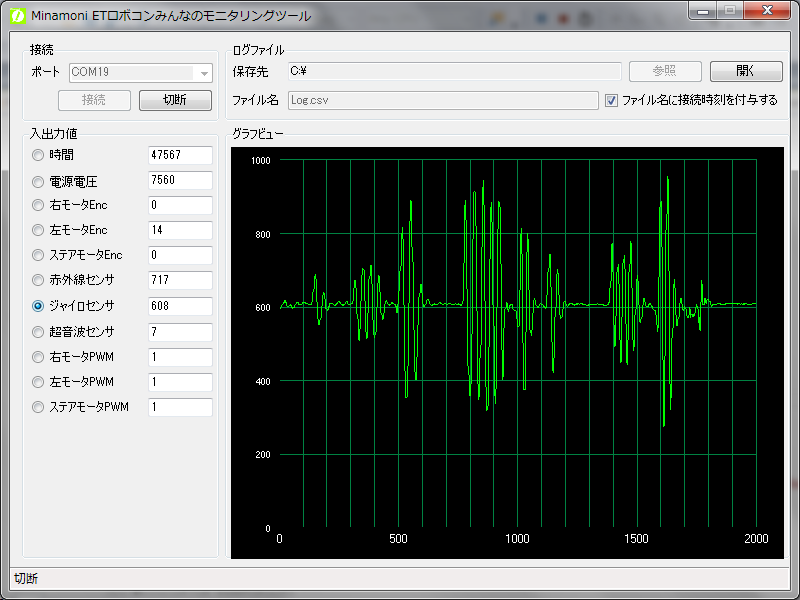 Minamoni ETロボコンみんなのモニタリングツール
接続
ポート COM19
接続 切断
ログファイル
保存先 C:¥ 参照 開く
ファイル名 Log.csv ファイル名に接続時刻を付与する
入出力値
時間 47567
電源電圧 7560
右モータEnc 0
左モータEnc 14
ステアモータEnc 0
赤外線センサ 717
ジャイロセンサ 608
超音波センサ 7
右モータPWM 1
左モータPWM 1
ステアモータPWM 1
グラフビュー
1000
800
600
400
200
0
0 500 1000 1500 2000
切断